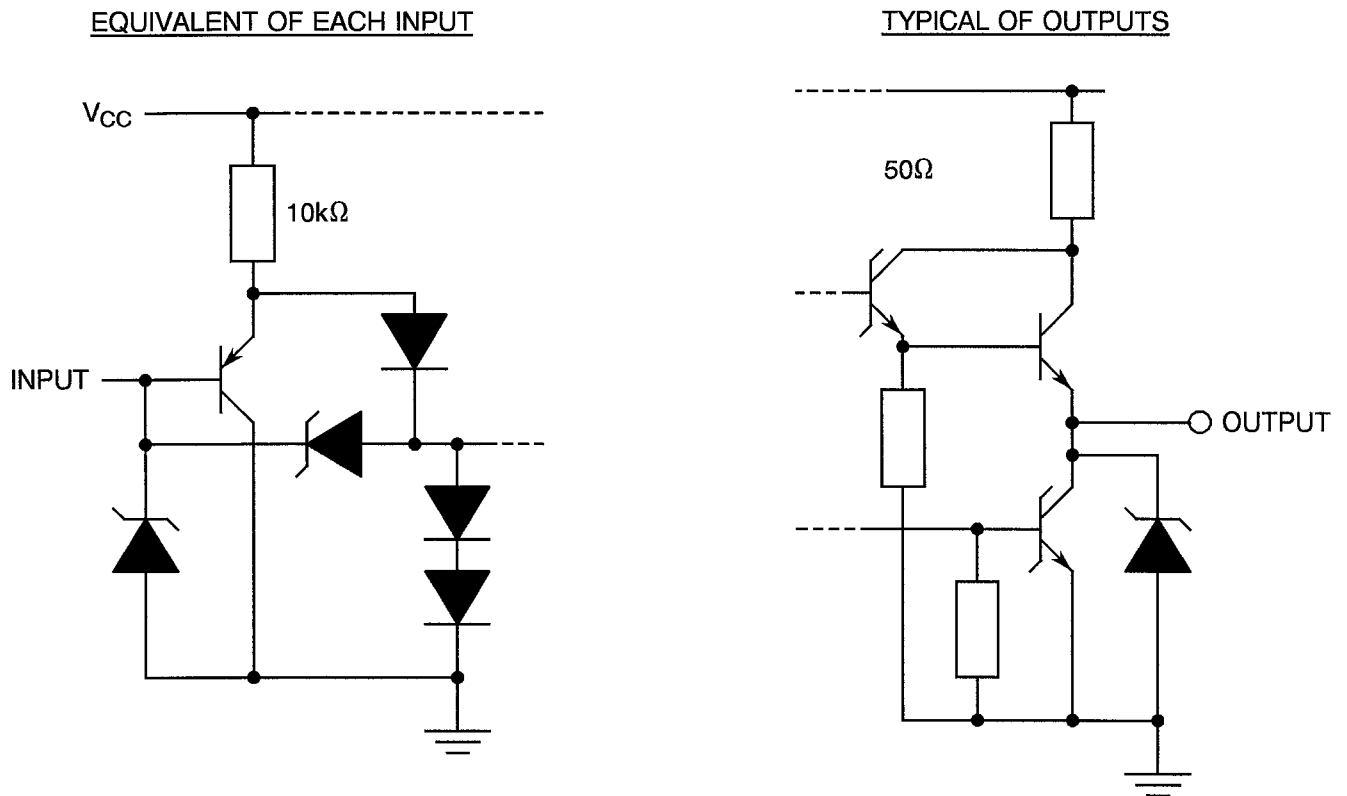 EQUIVALENT OF EACH INPUT
TYPICAL OF OUTPUTS
VCC
10kΩ
50Ω
INPUT
OUTPUT